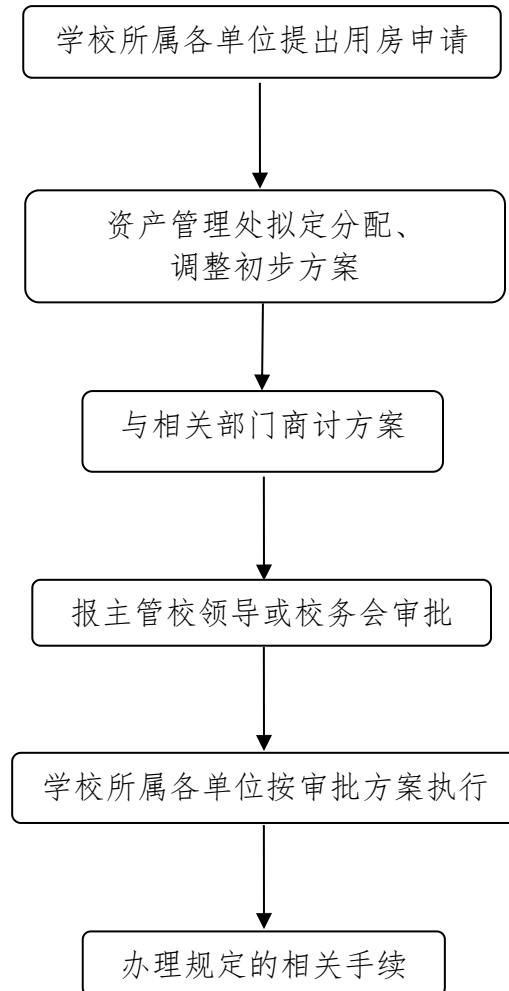 学校所属各单位提出用房申请
资产管理处拟定分配、
调整初步方案
与相关部门商讨方案
报主管校领导或校务会审批
学校所属各单位按审批方案执行
办理规定的相关手续